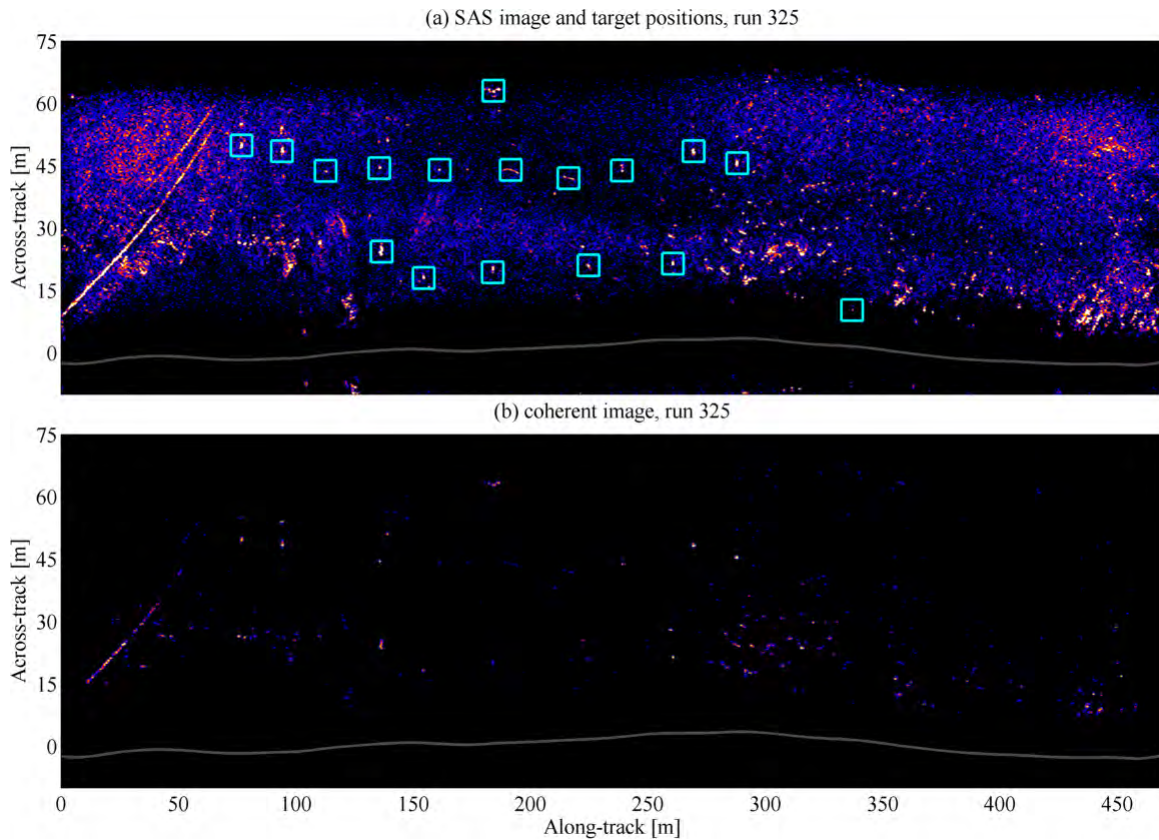 (a) SAS image and target positions, run 325
75
60
45
30
15
0
Across-track [m]
(b) coherent image, run 325
75
60
45
30
15
0
Across-track [m]
0 50 100 150 200 250 300 350 400 450
Along-track [m]